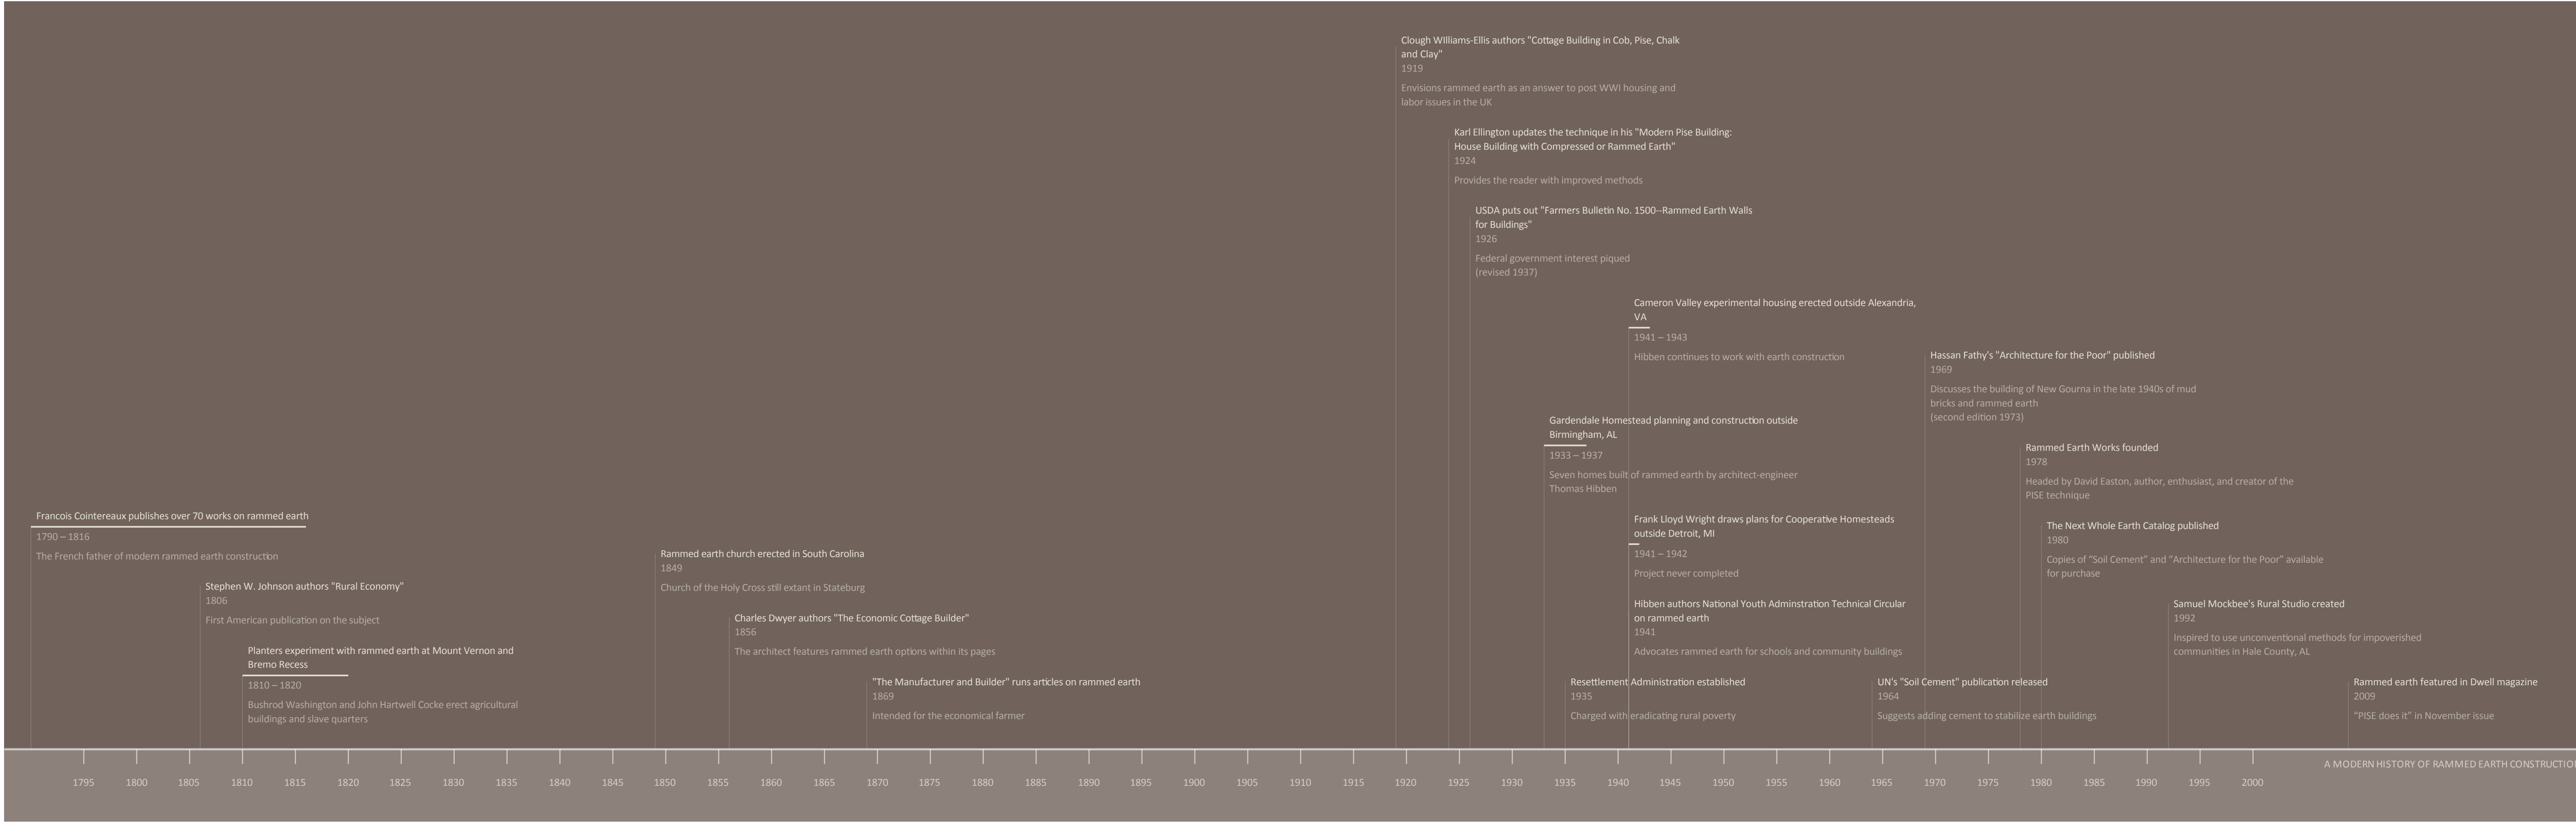 Clough WIlliams-Ellis authors "Cottage Building in Cob, Pise, Chalk
and Clay"
1919
Envisions rammed earth as an answer to post WWI housing and
labor issues in the UK
Karl Ellington updates the technique in his "Modern Pise Building:
House Building with Compressed or Rammed Earth"
1924
Provides the reader with improved methods
USDA puts out "Farmers Bulletin No. 1500--Rammed Earth Walls
for Buildings"
1926
Federal government interest piqued
(revised 1937)
Cameron Valley experimental housing erected outside Alexandria,
VA
1941 – 1943
Hibben continues to work with earth construction
Hassan Fathy's "Architecture for the Poor" published
1969
Discusses the building of New Gourna in the late 1940s of mud
bricks and rammed earth
(second edition 1973)
Gardendale Homestead planning and construction outside
Birmingham, AL
1933 – 1937
Seven homes built of rammed earth by architect-engineer
Thomas Hibben
Rammed Earth Works founded
1978
Headed by David Easton, author, enthusiast, and creator of the
PISE technique
Francois Cointereaux publishes over 70 works on rammed earth
1790 – 1816
The French father of modern rammed earth construction
Frank Lloyd Wright draws plans for Cooperative Homesteads
outside Detroit, MI
1941 – 1942
Project never completed
The Next Whole Earth Catalog published
1980
Copies of “Soil Cement” and “Architecture for the Poor” available
for purchase
Rammed earth church erected in South Carolina
1849
Church of the Holy Cross still extant in Stateburg
Stephen W. Johnson authors "Rural Economy"
1806
First American publication on the subject
Charles Dwyer authors "The Economic Cottage Builder"
1856
The architect features rammed earth options within its pages
Hibben authors National Youth Adminstration Technical Circular
on rammed earth
1941
Advocates rammed earth for schools and community buildings
Samuel Mockbee's Rural Studio created
1992
Inspired to use unconventional methods for impoverished
communities in Hale County, AL
Planters experiment with rammed earth at Mount Vernon and
Bremo Recess
1810 – 1820
Bushrod Washington and John Hartwell Cocke erect agricultural
buildings and slave quarters
"The Manufacturer and Builder" runs articles on rammed earth
1869
Intended for the economical farmer
Resettlement Administration established
1935
Charged with eradicating rural poverty
UN's "Soil Cement" publication released
1964
Suggests adding cement to stabilize earth buildings
Rammed earth featured in Dwell magazine
2009
“PISE does it” in November issue
A MODERN HISTORY OF RAMMED EARTH CONSTRUCTION
1795 1800 1805 1810 1815 1820 1825 1830 1835 1840 1845 1850 1855 1860 1865 1870 1875 1880 1885 1890 1895 1900 1905 1910 1915 1920 1925 1930 1935 1940 1945 1950 1955 1960 1965 1970 1975 1980 1985 1990 1995 2000